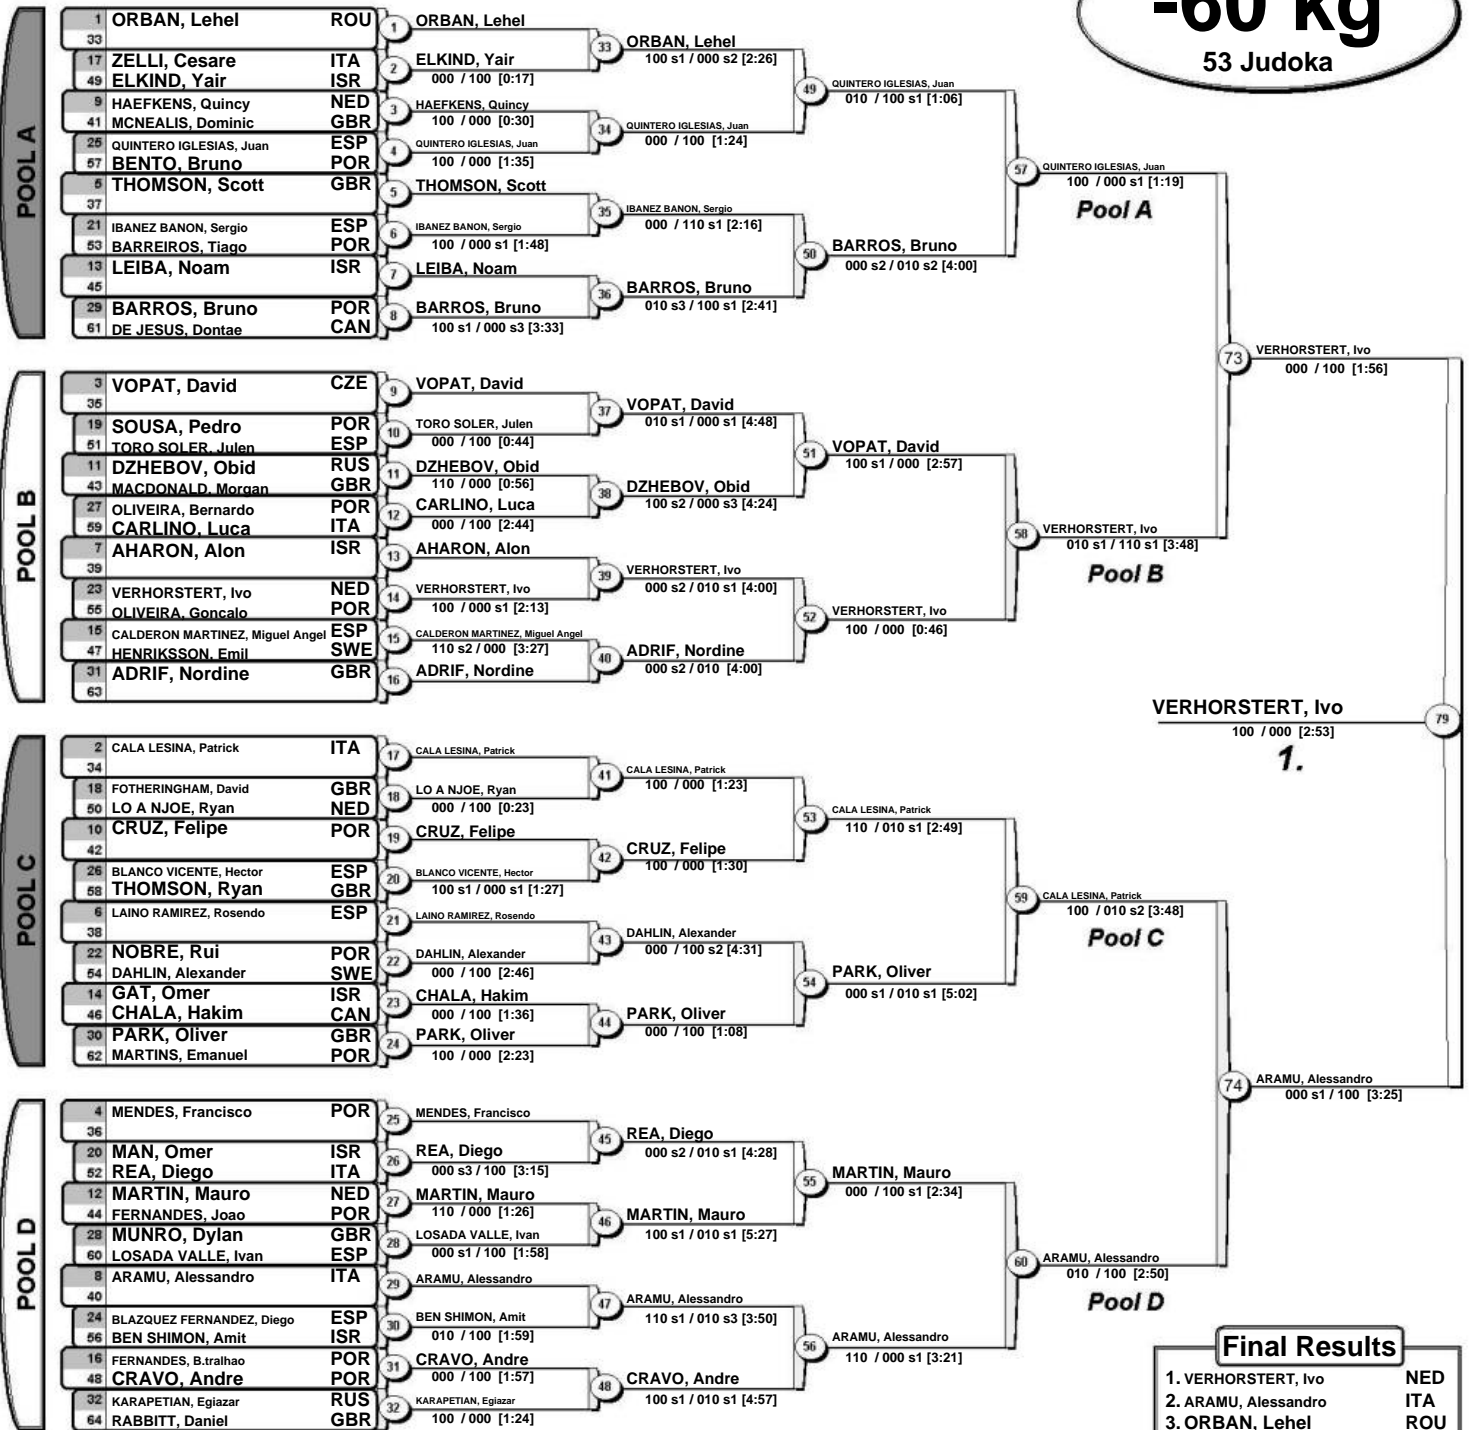 -60 kg
53 Judoka
POOL A
1 ORBAN, Lehel ROU
33
17 ZELLI, Cesare ITA
49 ELKIND, Yair ISR
9 HAEFKENS, Quincy NED
41 MCNEALIS, Dominic GBR
25 QUINTERO IGLESIAS, Juan ESP
57 BENTO, Bruno POR
5 THOMSON, Scott GBR
37
21 IBANEZ BANON, Sergio ESP
53 BARREIROS, Tiago POR
13 LEIBA, Noam ISR
45
29 BARROS, Bruno POR
61 DE JESUS, Dontae CAN
1 ORBAN, Lehel
2 ELKIND, Yair
000 / 100 [0:17]
3 HAEFKENS, Quincy
100 / 000 [0:30]
4 QUINTERO IGLESIAS, Juan
100 / 000 [1:35]
5 THOMSON, Scott
6 IBANEZ BANON, Sergio
100 / 000 s1 [1:48]
7 LEIBA, Noam
8 BARROS, Bruno
100 s1 / 000 s3 [3:33]
33 ORBAN, Lehel
100 s1 / 000 s2 [2:26]
34 QUINTERO IGLESIAS, Juan
000 / 100 [1:24]
35 IBANEZ BANON, Sergio
000 / 110 s1 [2:16]
36 BARROS, Bruno
010 s3 / 100 s1 [2:41]
49 QUINTERO IGLESIAS, Juan
010 / 100 s1 [1:06]
50 BARROS, Bruno
000 s2 / 010 s2 [4:00]
57 QUINTERO IGLESIAS, Juan
100 / 000 s1 [1:19]
Pool A
POOL B
3 VOPAT, David CZE
35
19 SOUSA, Pedro POR
51 TORO SOLER, Julen ESP
11 DZHEBOV, Obid RUS
43 MACDONALD, Morgan GBR
27 OLIVEIRA, Bernardo POR
59 CARLINO, Luca ITA
7 AHARON, Alon ISR
39
23 VERHORSTERT, Ivo NED
55 OLIVEIRA, Goncalo POR
15 CALDERON MARTINEZ, Miguel Angel ESP
47 HENRIKSSON, Emil SWE
31 ADRIF, Nordine GBR
63
9 VOPAT, David
10 TORO SOLER, Julen
000 / 100 [0:44]
11 DZHEBOV, Obid
110 / 000 [0:56]
12 CARLINO, Luca
000 / 100 [2:44]
13 AHARON, Alon
14 VERHORSTERT, Ivo
100 / 000 s1 [2:13]
15 CALDERON MARTINEZ, Miguel Angel
110 s2 / 000 [3:27]
16 ADRIF, Nordine
37 VOPAT, David
010 s1 / 000 s1 [4:48]
38 DZHEBOV, Obid
100 s2 / 000 s3 [4:24]
39 VERHORSTERT, Ivo
000 s2 / 010 s1 [4:00]
40 ADRIF, Nordine
000 s2 / 010 [4:00]
51 VOPAT, David
100 s1 / 000 [2:57]
52 VERHORSTERT, Ivo
100 / 000 [0:46]
58 VERHORSTERT, Ivo
010 s1 / 110 s1 [3:48]
Pool B
73 VERHORSTERT, Ivo
000 / 100 [1:56]
VERHORSTERT, Ivo 79
100 / 000 [2:53]
1.
POOL C
2 CALA LESINA, Patrick ITA
34
18 FOTHERINGHAM, David GBR
50 LO A NJOE, Ryan NED
10 CRUZ, Felipe POR
42
26 BLANCO VICENTE, Hector ESP
58 THOMSON, Ryan GBR
6 LAINO RAMIREZ, Rosendo ESP
38
22 NOBRE, Rui POR
54 DAHLIN, Alexander SWE
14 GAT, Omer ISR
46 CHALA, Hakim CAN
30 PARK, Oliver GBR
62 MARTINS, Emanuel POR
17 CALA LESINA, Patrick
18 LO A NJOE, Ryan
000 / 100 [0:23]
19 CRUZ, Felipe
20 BLANCO VICENTE, Hector
100 s1 / 000 s1 [1:27]
21 LAINO RAMIREZ, Rosendo
22 DAHLIN, Alexander
000 / 100 [2:46]
23 CHALA, Hakim
000 / 100 [1:36]
24 PARK, Oliver
100 / 000 [2:23]
41 CALA LESINA, Patrick
100 / 000 [1:23]
42 CRUZ, Felipe
100 / 000 [1:30]
43 DAHLIN, Alexander
000 / 100 s2 [4:31]
44 PARK, Oliver
000 / 100 [1:08]
53 CALA LESINA, Patrick
110 / 010 s1 [2:49]
54 PARK, Oliver
000 s1 / 010 s1 [5:02]
59 CALA LESINA, Patrick
100 / 010 s2 [3:48]
Pool C
74 ARAMU, Alessandro
000 s1 / 100 [3:25]
POOL D
4 MENDES, Francisco POR
36
20 MAN, Omer ISR
52 REA, Diego ITA
12 MARTIN, Mauro NED
44 FERNANDES, Joao POR
28 MUNRO, Dylan GBR
60 LOSADA VALLE, Ivan ESP
8 ARAMU, Alessandro ITA
40
24 BLAZQUEZ FERNANDEZ, Diego ESP
56 BEN SHIMON, Amit ISR
16 FERNANDES, B.tralhao POR
48 CRAVO, Andre POR
32 KARAPETIAN, Egiazar RUS
64 RABBITT, Daniel GBR
25 MENDES, Francisco
26 REA, Diego
000 s3 / 100 [3:15]
27 MARTIN, Mauro
110 / 000 [1:26]
28 LOSADA VALLE, Ivan
000 s1 / 100 [1:58]
29 ARAMU, Alessandro
30 BEN SHIMON, Amit
010 / 100 [1:59]
31 CRAVO, Andre
000 / 100 [1:57]
32 KARAPETIAN, Egiazar
100 / 000 [1:24]
45 REA, Diego
000 s2 / 010 s1 [4:28]
46 MARTIN, Mauro
100 s1 / 010 s1 [5:27]
47 ARAMU, Alessandro
110 s1 / 010 s3 [3:50]
48 CRAVO, Andre
100 s1 / 010 s1 [4:57]
55 MARTIN, Mauro
000 / 100 s1 [2:34]
56 ARAMU, Alessandro
110 / 000 s1 [3:21]
60 ARAMU, Alessandro
010 / 100 [2:50]
Pool D
Final Results
1. VERHORSTERT, Ivo NED
2. ARAMU, Alessandro ITA
3. ORBAN, Lehel ROU